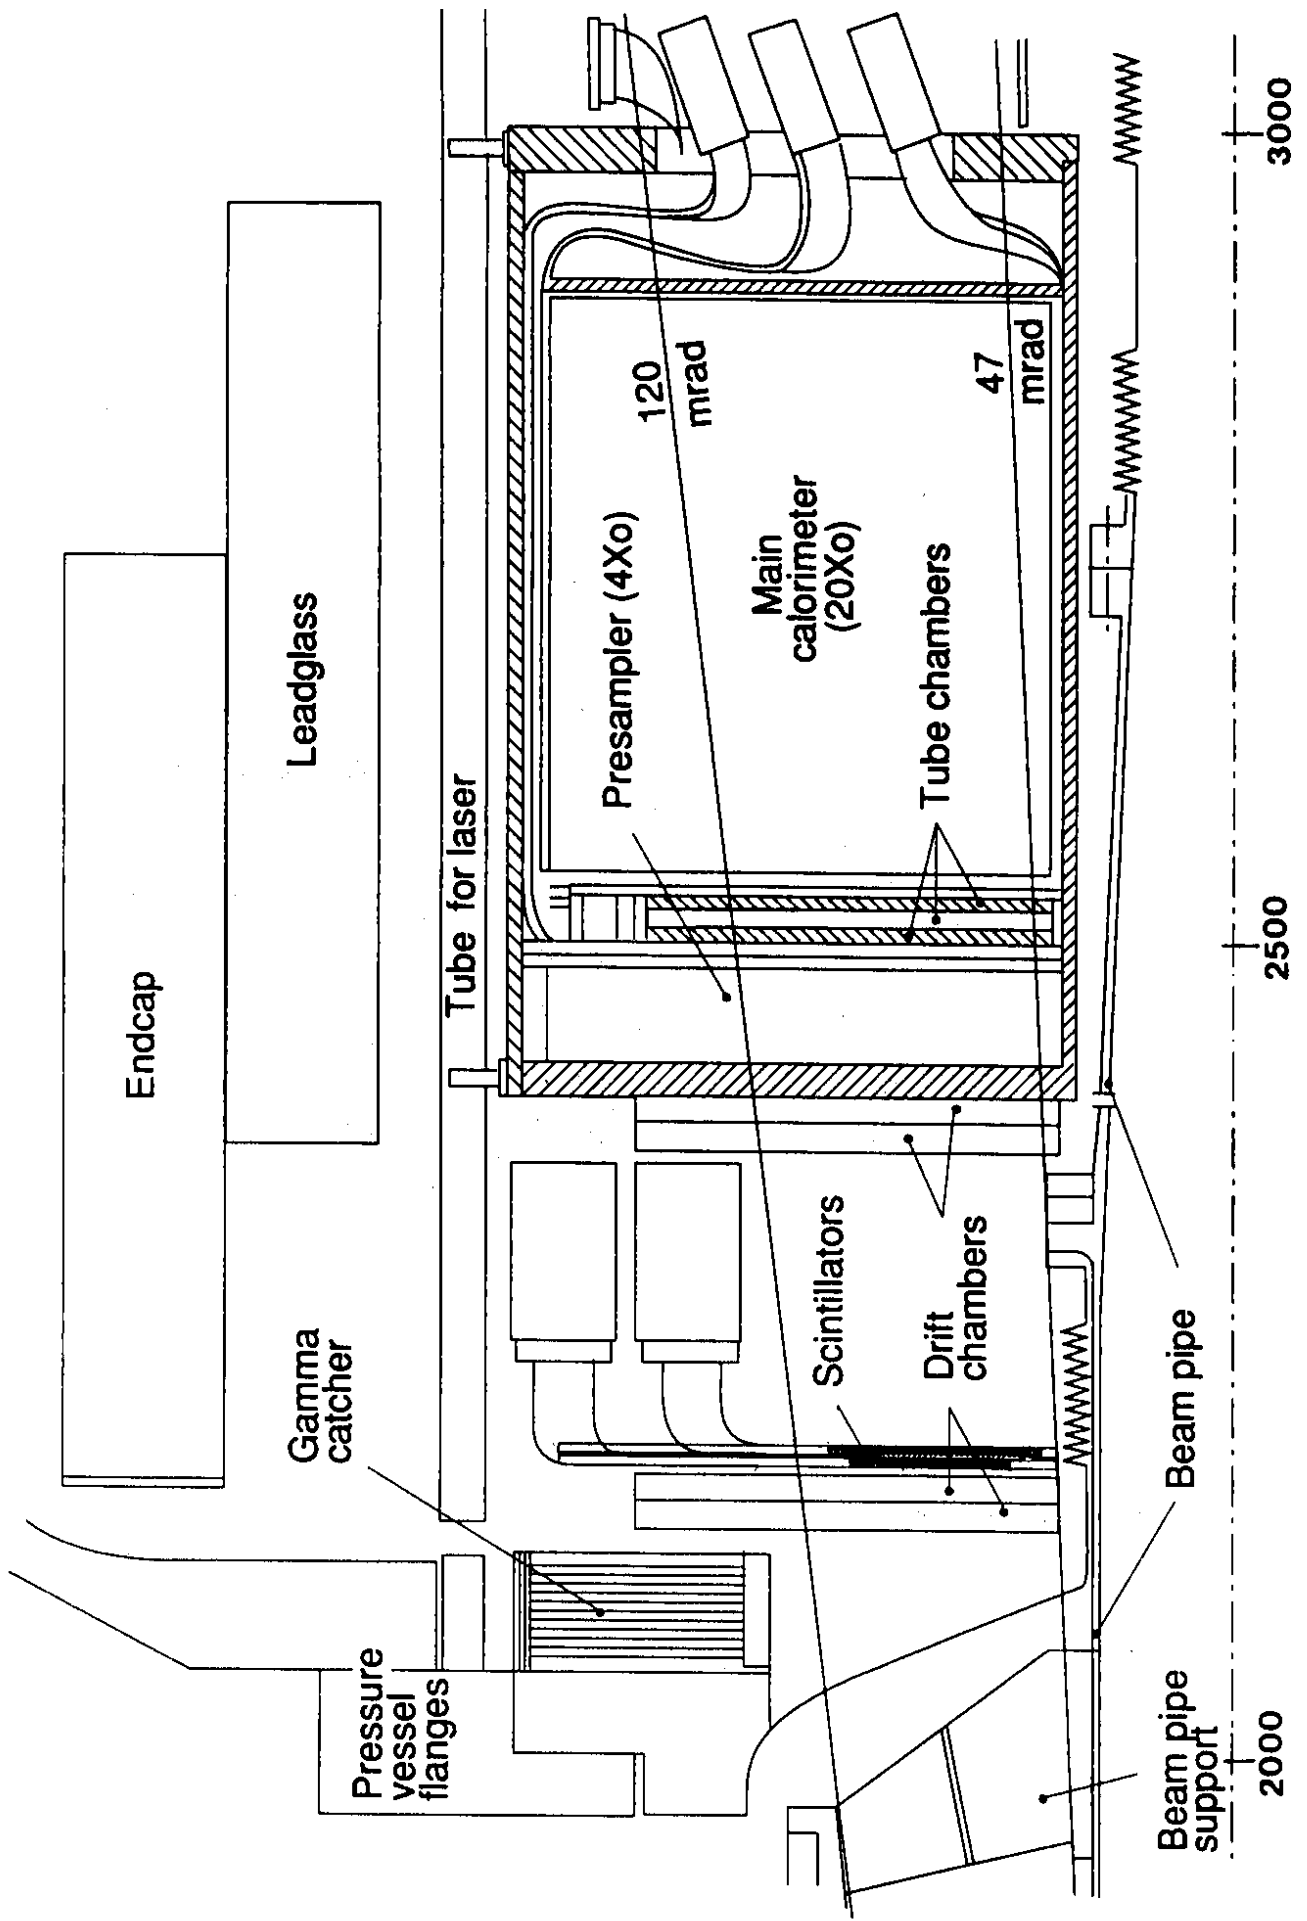 Endcap
Leadglass
Tube for laser
Gamma
catcher
Pressure
vessel
flanges
Presampler (4Xo)
Main
calorimeter
(20Xo)
120
mrad
47
mrad
Tube chambers
Scintillators
Drift
chambers
Beam pipe
Beam pipe
support
2000
2500
3000